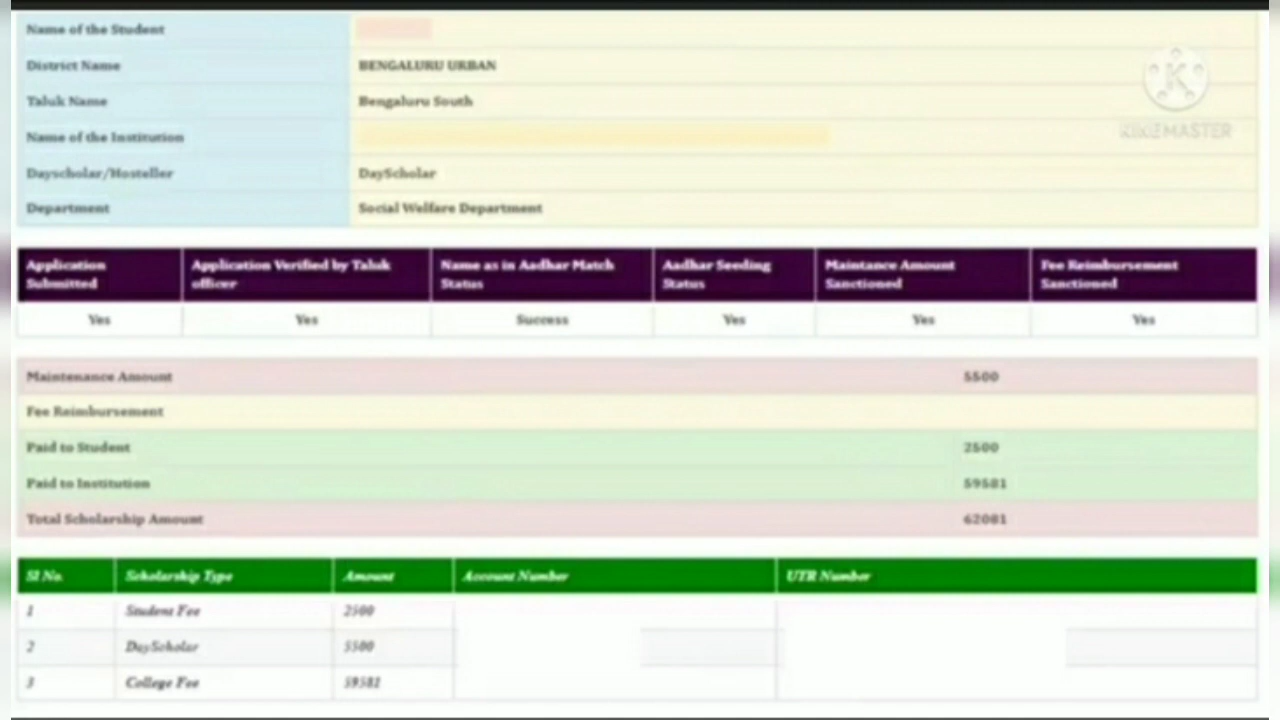 Name of the Student
District Name BENGALURU URBAN
Taluk Name Bengaluru South
Name of the Institution
KINEMASTER
Dayscholar/Hosteller DayScholar
Department Social Welfare Department
Application Submitted Application Verified by Taluk officer Name as in Aadhar Match Status Aadhar Seeding Status Maintance Amount Sanctioned Fee Reimbursement Sanctioned
Yes Yes Success Yes Yes Yes
Maintenance Amount 5500
Fee Reimbursement
Paid to Student 2500
Paid to Institution 59581
Total Scholarship Amount 62081
Sl No. Scholarship Type Amount Account Number UTR Number
1 Student Fee 2500
2 DayScholar 5500
3 College Fee 59581